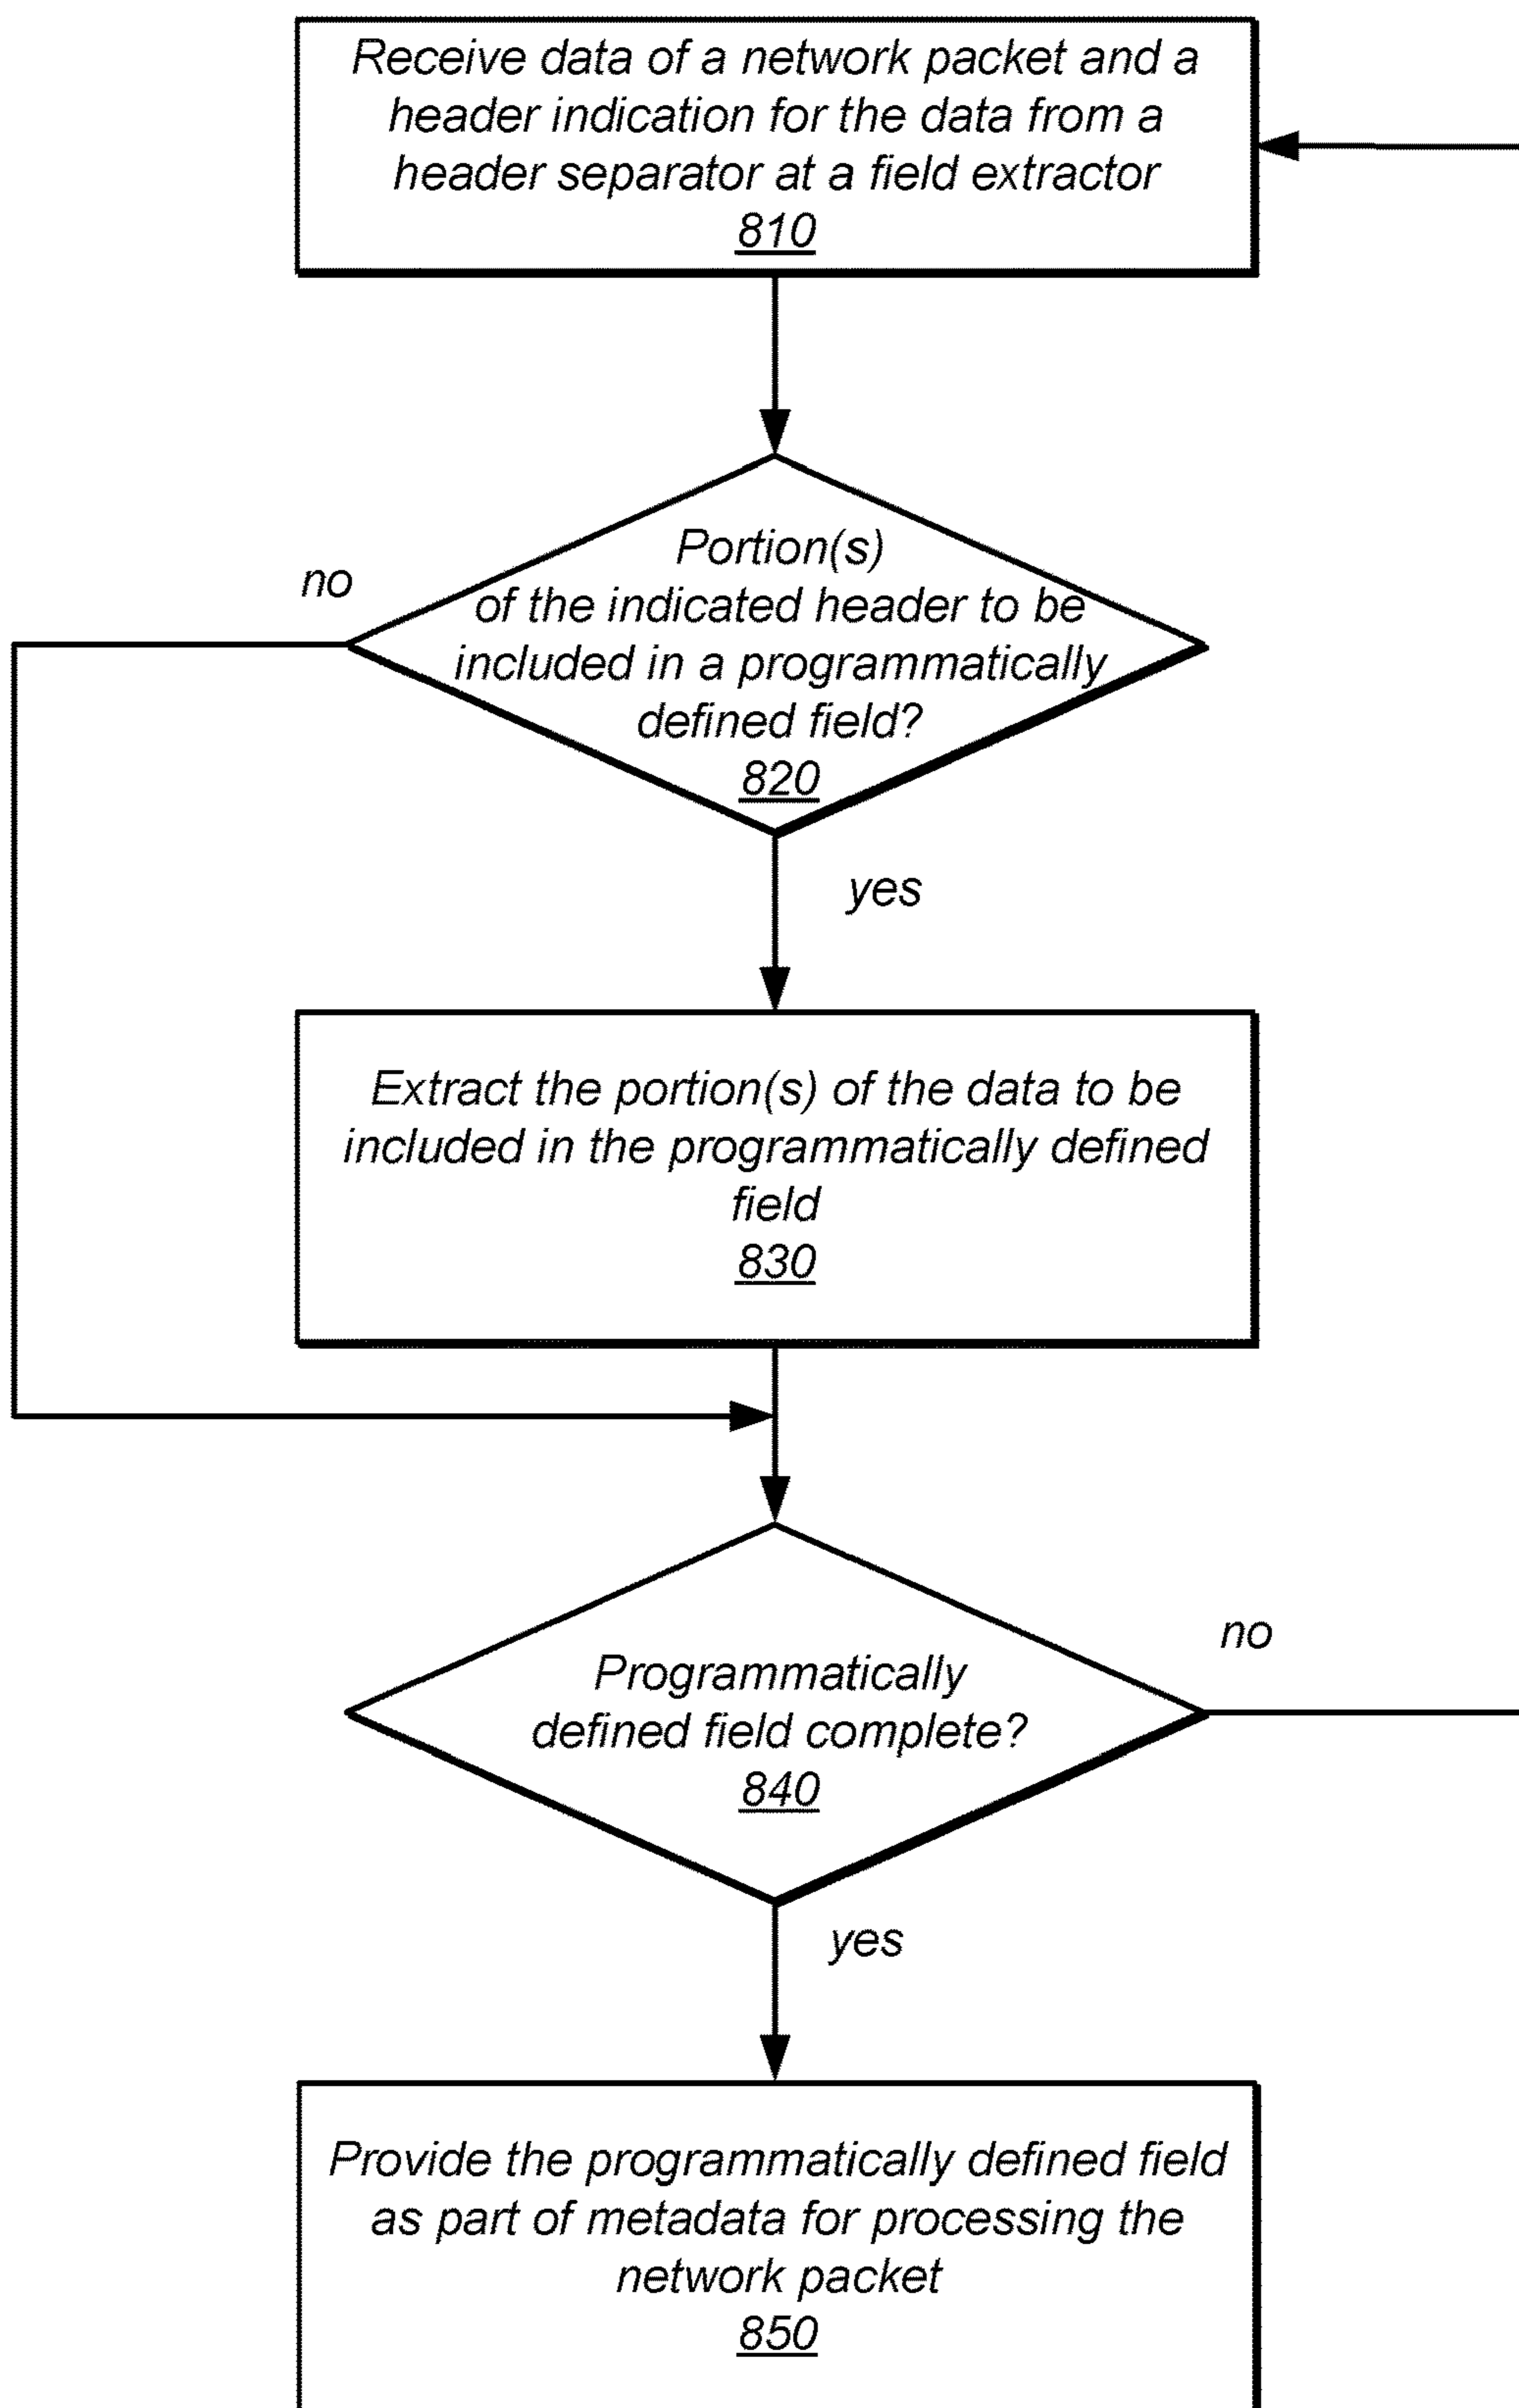 Receive data of a network packet and a
header indication for the data from a
header separator at a field extractor
810
Portion(s)
no
of the indicated header to be
included in a programmatically
defined field?
820
yes
Extract the portion(s) of the data to be
included in the programmatically defined
field
830
no
Programmatically
defined field complete?
840
yes
Provide the programmatically defined field
as part of metadata for processing the
network packet
850